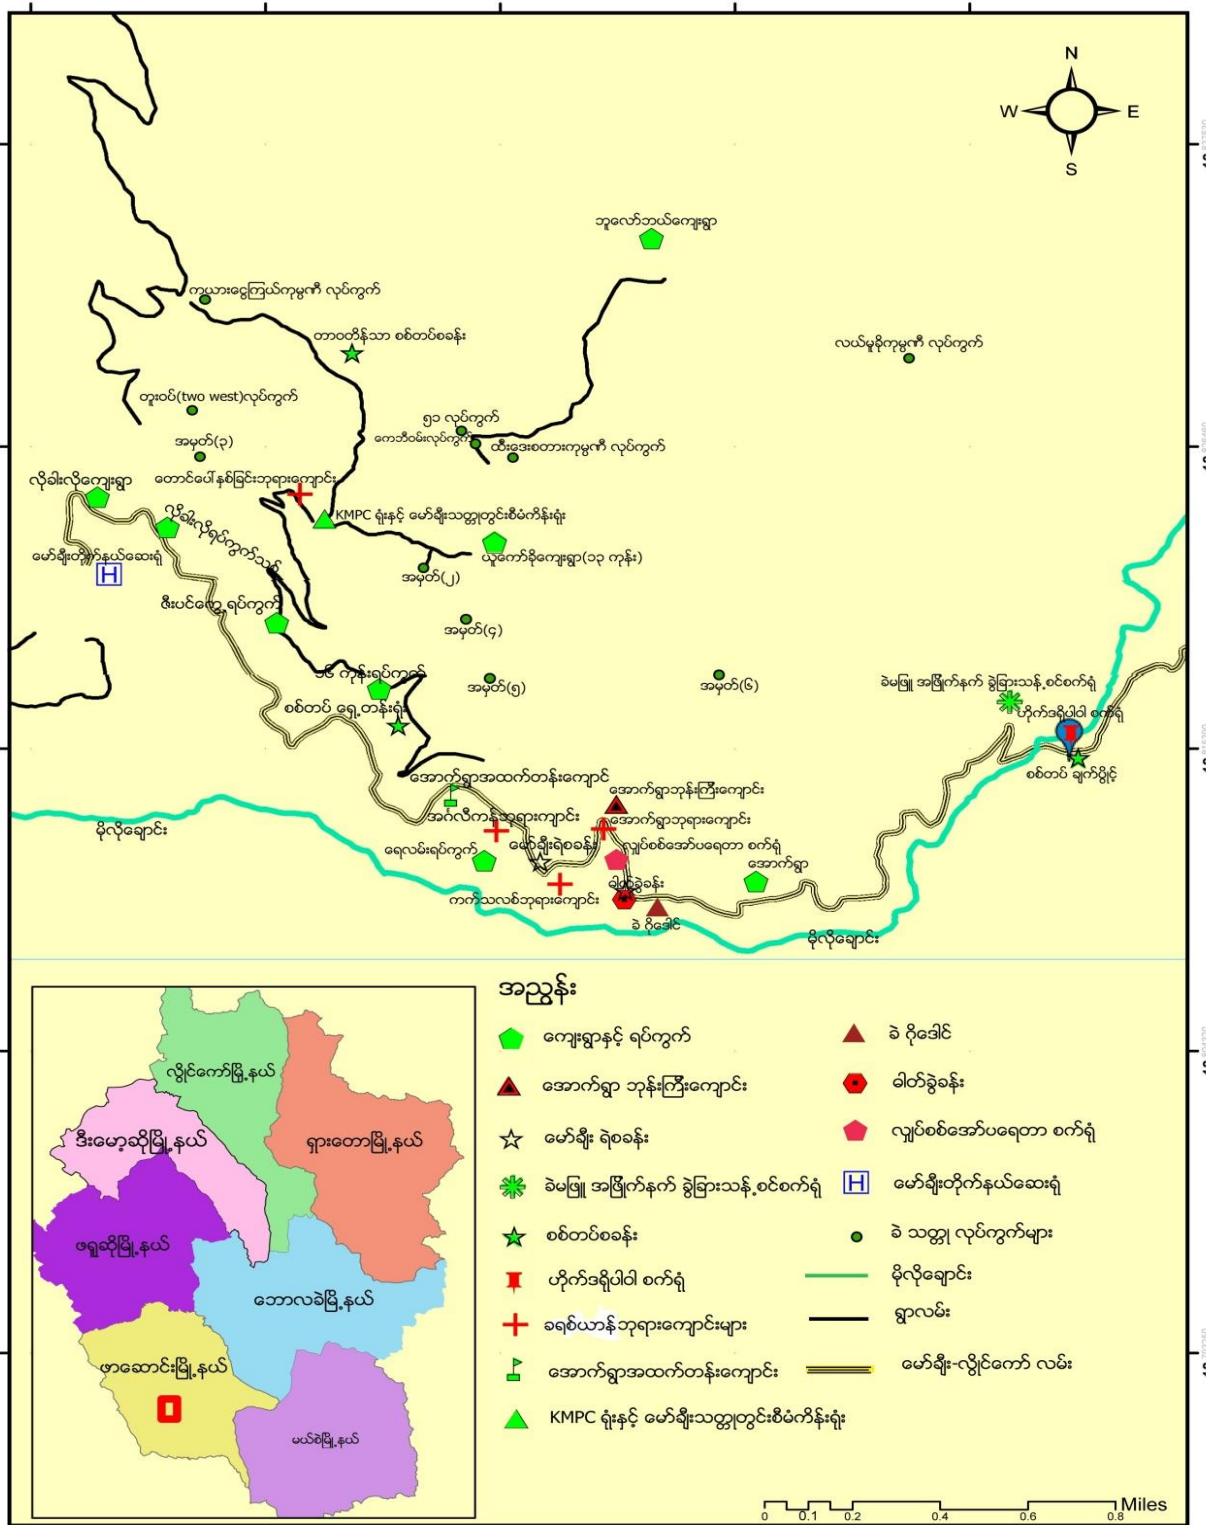 N
W E
S
ဘူလော်ဘယ်ကျေးရွာ
ကယားငွေကြယ်ကုမ္ပဏီ လုပ်ကွက်
တာဝတိန်သာ စစ်တပ်စခန်း
လယ်မူခိုကုမ္ပဏီ လုပ်ကွက်
တူးဝပ်(two west)လုပ်ကွက်
၅၁ လုပ်ကွက်
အမှတ်(၃)
ကေဘီဝမ်းလုပ်ကွက်
ထီးဒေးစတားကုမ္ပဏီ လုပ်ကွက်
လိုခါးလိုကျေးရွာ
တောင်ပေါ်နှစ်ခြင်းဘုရားကျောင်း
လိုခါးလိုရပ်ကွက်သစ်
KMPC ရုံးနှင့် မော်ချီးသတ္တုတွင်းစီမံကိန်းရုံး
မော်ချီးတိုက်နယ်ဆေးရုံ
H
ယူကော်ခိုကျေးရွာ(၁၃ ကုန်း)
အမှတ်(၂)
ဇီးပင်ကွေ့ရပ်ကွက်
အမှတ်(၄)
၁၆ ကုန်းရပ်ကွက်
အမှတ်(၅)
အမှတ်(၆)
ခဲမဖြူ အဖြိုက်နက် ခွဲခြားသန့်စင်စက်ရုံ
စစ်တပ် ရှေ့တန်းရုံး
ဟိုက်ဒရိုပါဝါ စက်ရုံ
စစ်တပ် ချက်ပွိုင့်
အောက်ရွာအထက်တန်းကျောင်
အောက်ရွာဘုန်းကြီးကျောင်း
မိုလိုချောင်း
အင်္ဂလီကန်ဘုရားကျာင်း
အောက်ရွာဘုရားကျောင်း
ရေလမ်းရပ်ကွက်
မော်ချီးရဲစခန်း
လျှပ်စစ်အော်ပရေတာ စက်ရုံ
အောက်ရွာ
ဓါတ်ခွဲခန်း
ကက်သလစ်ဘုရားကျောင်း
ခဲ ဂိုဒေါင်
မိုလိုချောင်း
အညွှန်း
ကျေးရွာနှင့် ရပ်ကွက်
ခဲ ဂိုဒေါင်
အောက်ရွာ ဘုန်းကြီးကျောင်း
ဓါတ်ခွဲခန်း
မော်ချီး ရဲစခန်း
လျှပ်စစ်အော်ပရေတာ စက်ရုံ
ခဲမဖြူ အဖြိုက်နက် ခွဲခြားသန့်စင်စက်ရုံ
H မော်ချီးတိုက်နယ်ဆေးရုံ
စစ်တပ်စခန်း
ခဲ သတ္တု လုပ်ကွက်များ
ဟိုက်ဒရိုပါဝါ စက်ရုံ
မိုလိုချောင်း
ခရစ်ယာန်ဘုရားကျောင်းများ
ရွာလမ်း
အောက်ရွာအထက်တန်းကျောင်း
မော်ချီး-လွိုင်ကော် လမ်း
KMPC ရုံးနှင့် မော်ချီးသတ္တုတွင်းစီမံကိန်းရုံး
လွိုင်ကော်မြို့နယ်
ဒီးမော့ဆိုမြို့နယ်
ရှားတောမြို့နယ်
ဖရူဆိုမြို့နယ်
ဘောလခဲမြို့နယ်
ဖာဆောင်းမြို့နယ်
မယ်စဲမြို့နယ်
Miles
0 0.1 0.2 0.4 0.6 0.8